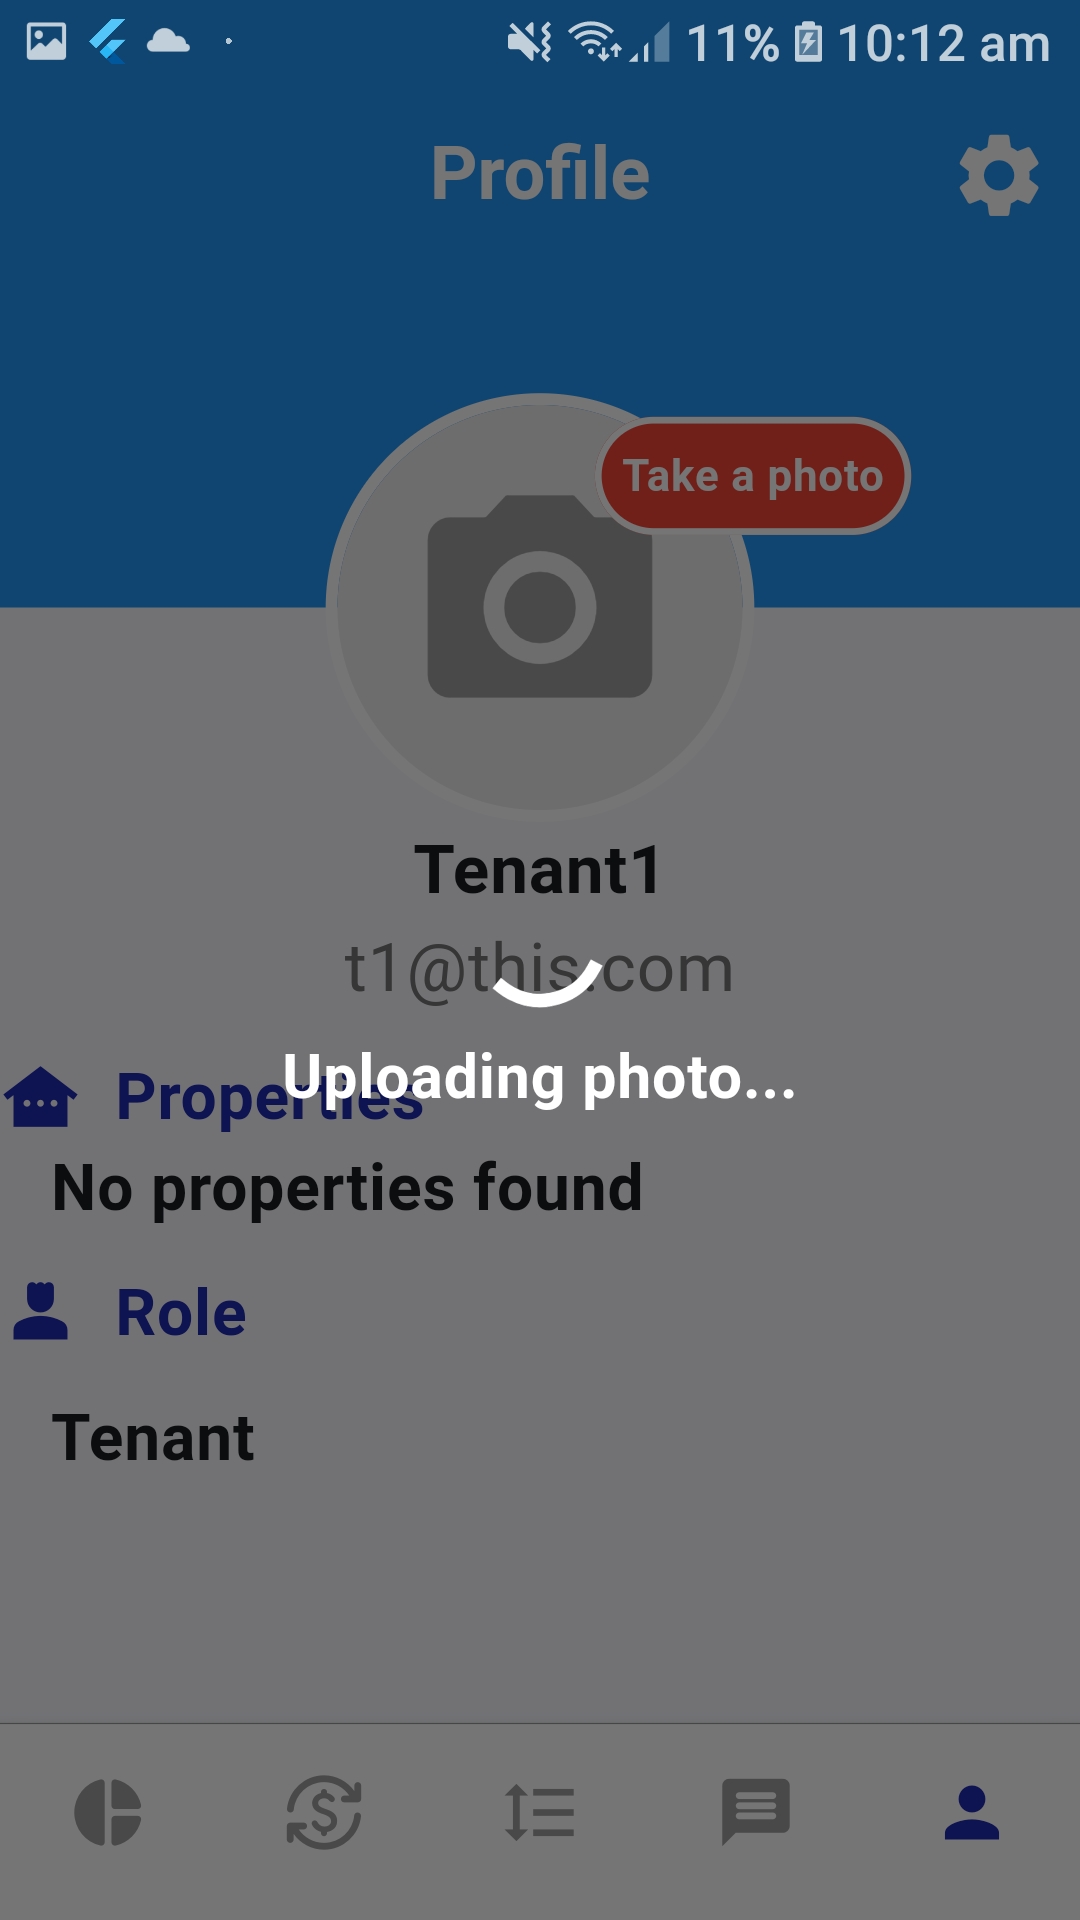 11% 10:12 am
Profile
Take a photo
Tenant1
t1@this.com
Uploading photo...
Properties
No properties found
Role
Tenant